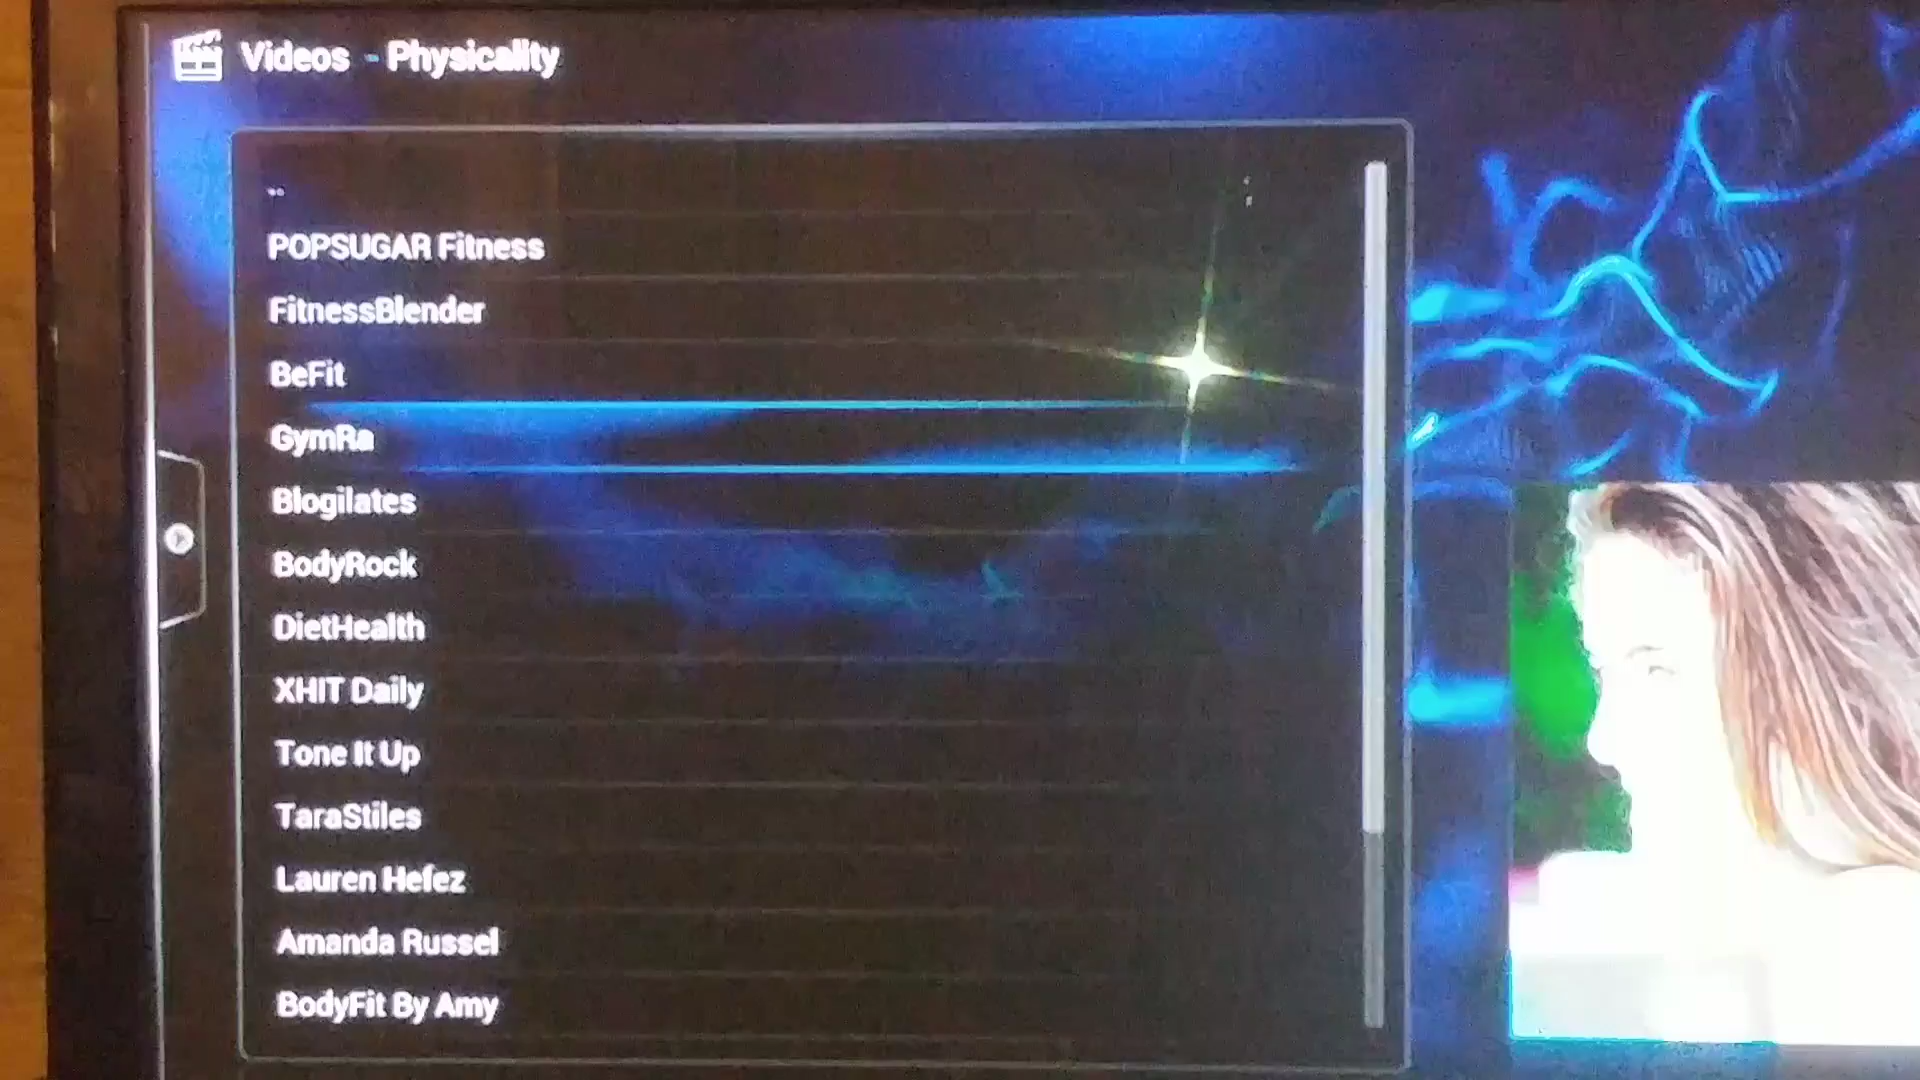 Videos - Physicality
..
POPSUGAR Fitness
FitnessBlender
BeFit
GymRa
Blogilates
BodyRock
DietHealth
XHIT Daily
Tone It Up
TaraStiles
Lauren Hefez
Amanda Russel
BodyFit By Amy